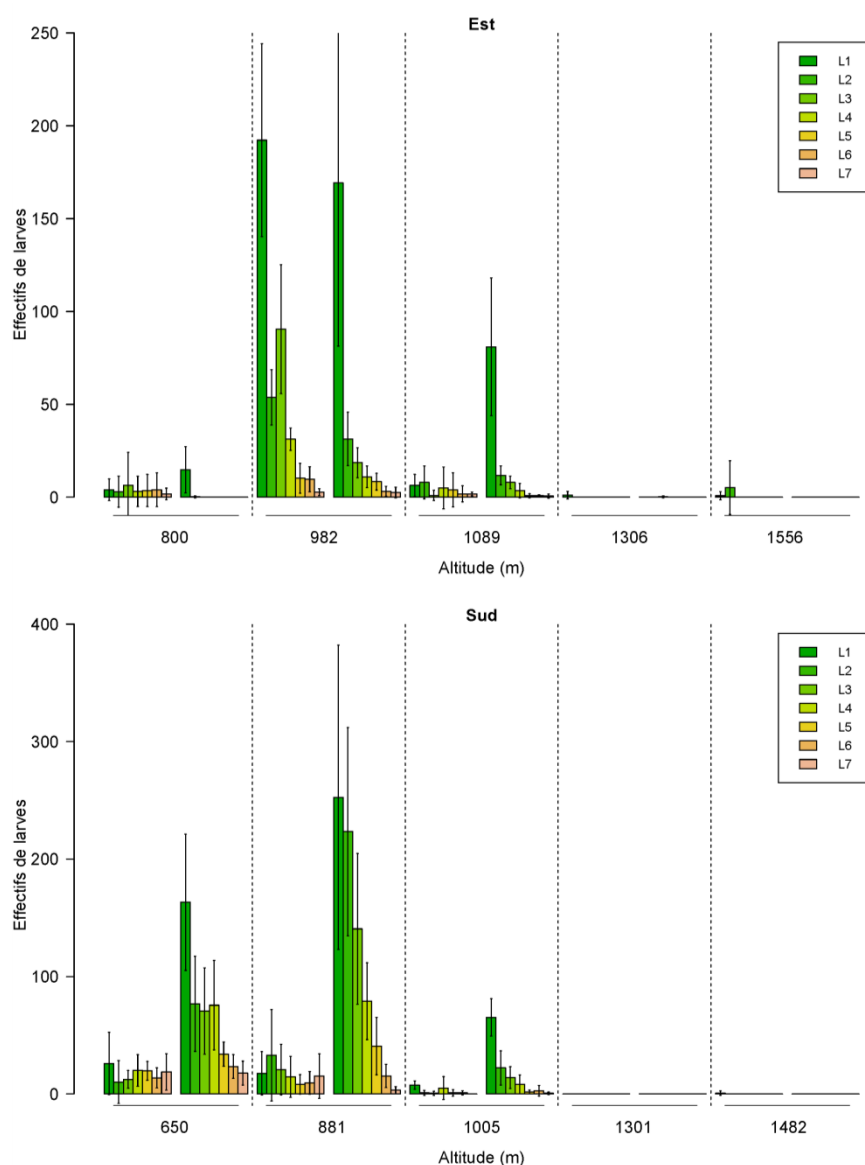 Est
250
200
150
100
50
0
Effectifs de larves
L1
L2
L3
L4
L5
L6
L7
800 982 1089 1306 1556
Altitude (m)
Sud
400
300
200
100
0
Effectifs de larves
L1
L2
L3
L4
L5
L6
L7
650 881 1005 1301 1482
Altitude (m)